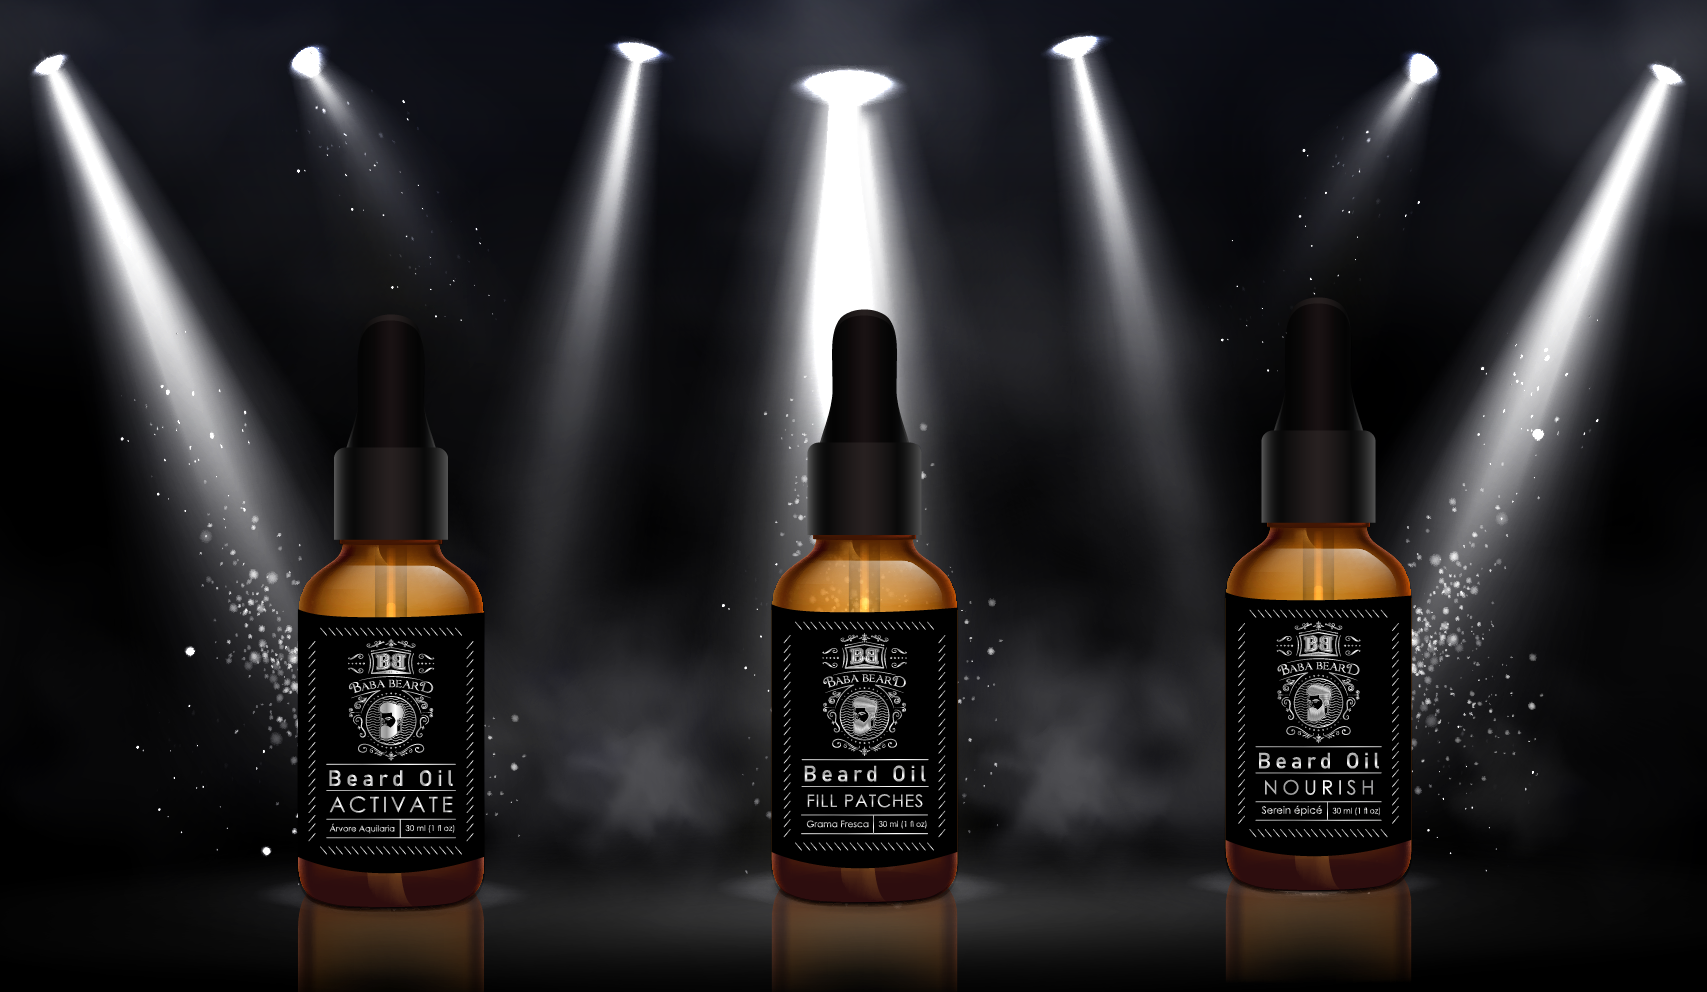 BB
BABA BEARD
Beard Oil
ACTIVATE
Árvore Aquilaria 30 ml (1 fl oz)
BB
BABA BEARD
Beard Oil
FILL PATCHES
Grama Fresca 30 ml (1 fl oz)
BB
BABA BEARD
Beard Oil
NOURISH
Serein épicé 30 ml (1 fl oz)